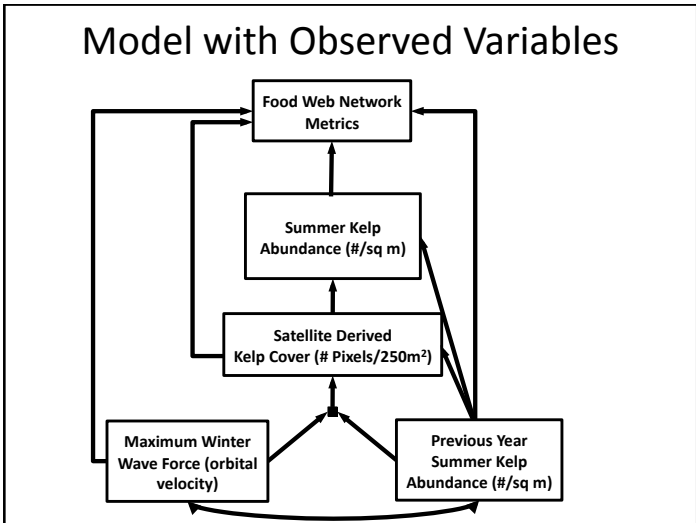 Model with Observed Variables
Food Web Network
Metrics
Summer Kelp
Abundance (#/sq m)
Satellite Derived
Kelp Cover (# Pixels/250m²)
Maximum Winter
Wave Force (orbital
velocity)
Previous Year
Summer Kelp
Abundance (#/sq m)